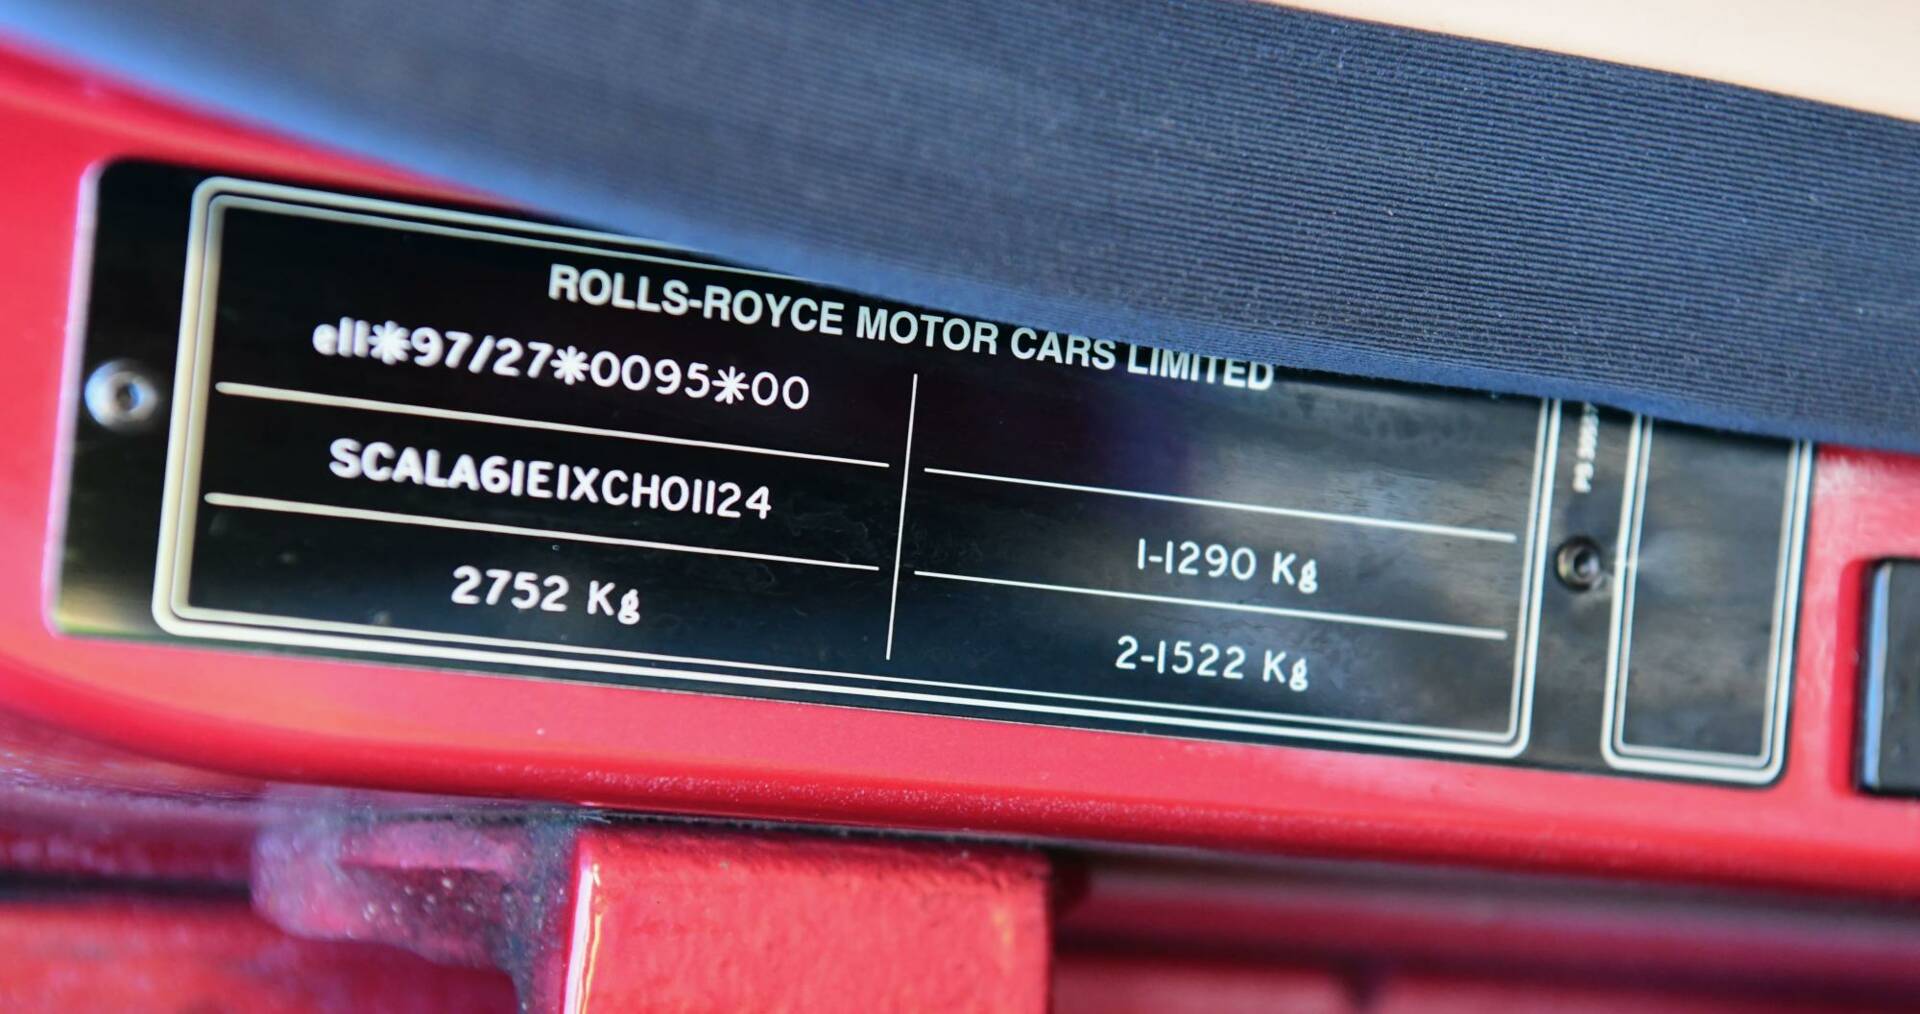 ROLLS-ROYCE MOTOR CARS LIMITED
e11*97/27*0095*00
SCALA61E1XCH01124
2752 Kg
1-1290 Kg
2-1522 Kg